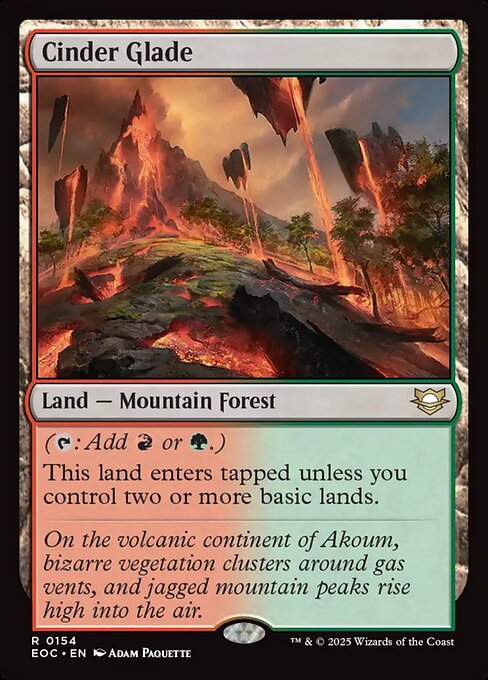 Cinder Glade
Land — Mountain Forest
(: Add or .)
This land enters tapped unless you
control two or more basic lands.
On the volcanic continent of Akoum,
bizarre vegetation clusters around gas
vents, and jagged mountain peaks rise
high into the air.
R 0154
EOC • EN Adam Paquette
™ & © 2025 Wizards of the Coast